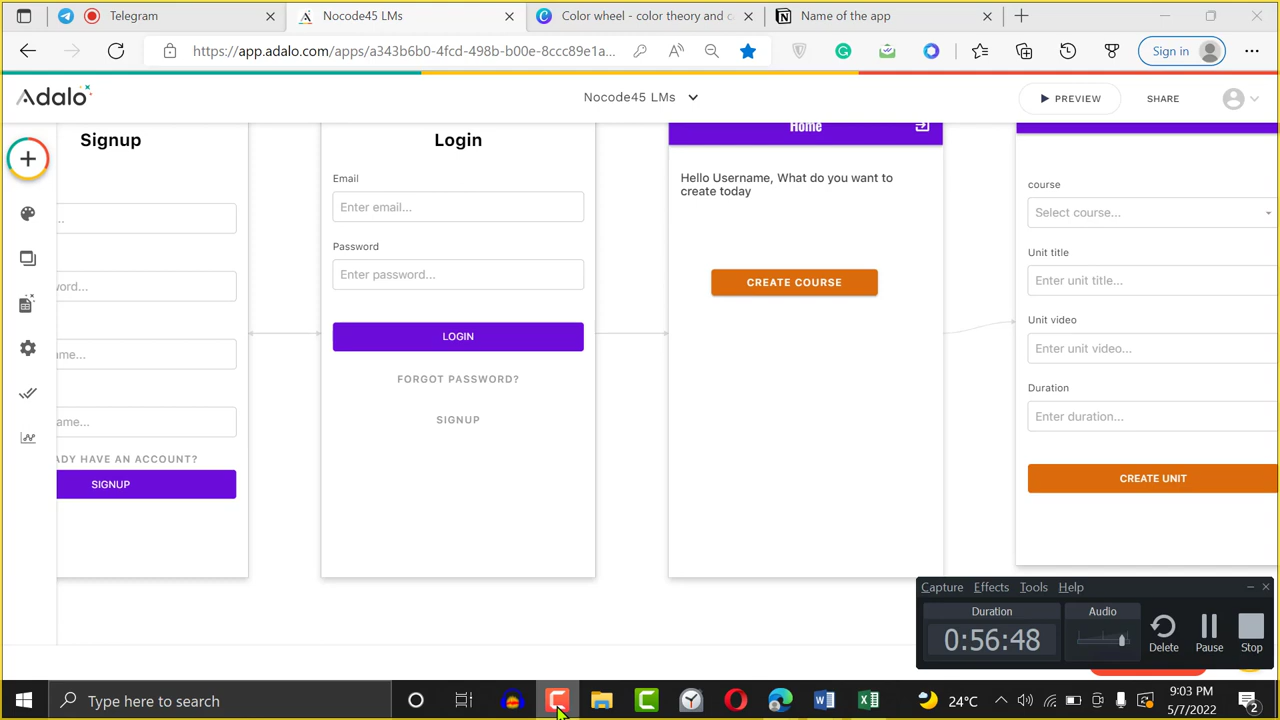 Telegram
Nocode45 LMs
Color wheel - color theory and c
Name of the app
https://app.adalo.com/apps/a343b6b0-4fcd-498b-b00e-8ccc89e1a...
Sign in
Adalo
Nocode45 LMs
PREVIEW
SHARE
Signup
..
word...
ame...
ame...
ADY HAVE AN ACCOUNT?
SIGNUP
Login
Email
Enter email...
Password
Enter password...
LOGIN
FORGOT PASSWORD?
SIGNUP
Home
Hello Username, What do you want to
create today
CREATE COURSE
course
Select course...
Unit title
Enter unit title...
Unit video
Enter unit video...
Duration
Enter duration...
CREATE UNIT
Capture Effects Tools Help
Duration
0:56:48
Audio
Delete
Pause
Stop
Type here to search
24°C
9:03 PM
5/7/2022
2